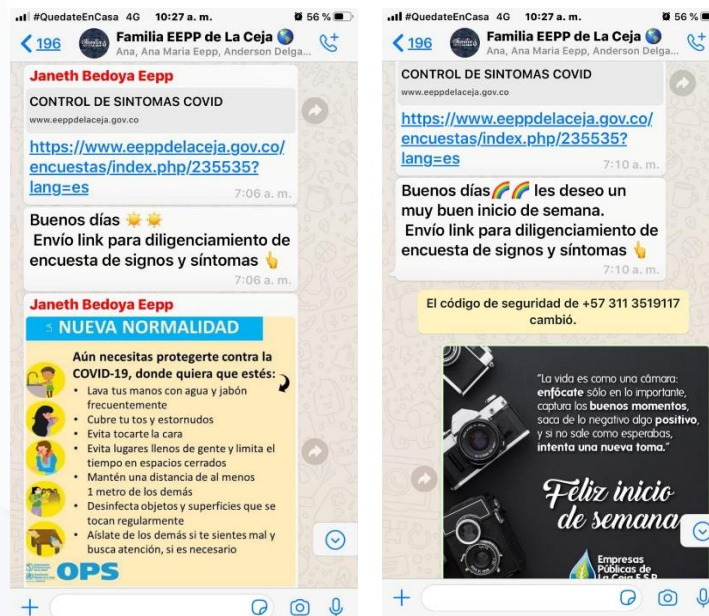 #QuedateEnCasa 4G 10:27 a. m. 56 %
196
Familia EEPP de La Ceja
Ana, Ana Maria Eepp, Anderson Delga...
Janeth Bedoya Eepp
CONTROL DE SINTOMAS COVID
www.eeppdelaceja.gov.co
https://www.eeppdelaceja.gov.co/
encuestas/index.php/235535?
lang=es
7:06 a. m.
Buenos días ☀️☀️
Envío link para diligenciamiento de
encuesta de signos y síntomas 👆
7:06 a. m.
Janeth Bedoya Eepp
NUEVA NORMALIDAD
Aún necesitas protegerte contra la
COVID-19, donde quiera que estés:
• Lava tus manos con agua y jabón
frecuentemente
• Cubre tu tos y estornudos
• Evita tocarte la cara
• Evita lugares llenos de gente y limita el
tiempo en espacios cerrados
• Mantén una distancia de al menos
1 metro de los demás
• Desinfecta objetos y superficies que se
tocan regularmente
• Aíslate de los demás si te sientes mal y
busca atención, si es necesario
OPS
#QuedateEnCasa 4G 10:27 a. m. 56 %
196
Familia EEPP de La Ceja
Ana, Ana Maria Eepp, Anderson Delga...
CONTROL DE SINTOMAS COVID
www.eeppdelaceja.gov.co
https://www.eeppdelaceja.gov.co/
encuestas/index.php/235535?
lang=es
7:10 a. m.
Buenos días🌈🌈 les deseo un
muy buen inicio de semana.
Envío link para diligenciamiento de
encuesta de signos y síntomas 👆
7:10 a. m.
El código de seguridad de +57 311 3519117
cambió.
"La vida es como una cámara:
enfócate sólo en lo importante,
captura los buenos momentos,
saca de lo negativo algo positivo,
y si no sale como esperabas,
intenta una nueva toma."
Feliz inicio
de semana
Empresas
Públicas de
La Ceja E.S.P.